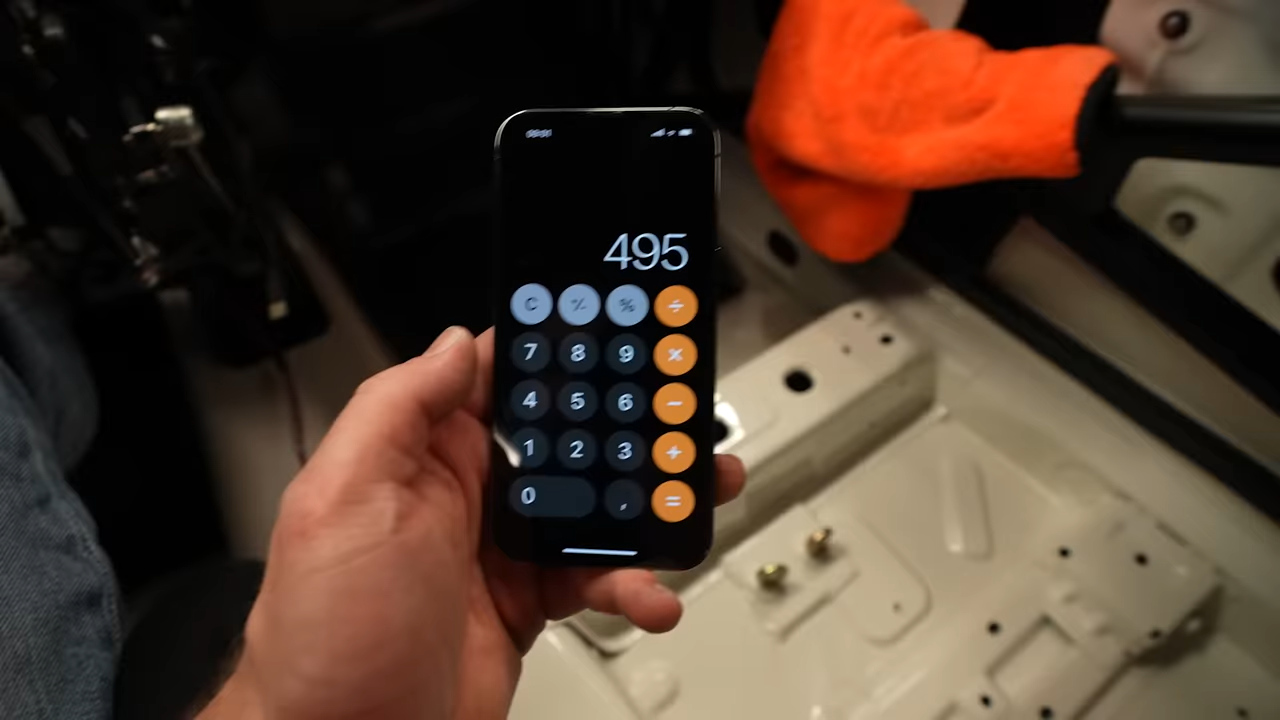 495
C ⁺∕₋ % ÷
7 8 9 ×
4 5 6 −
1 2 3 +
0 , =